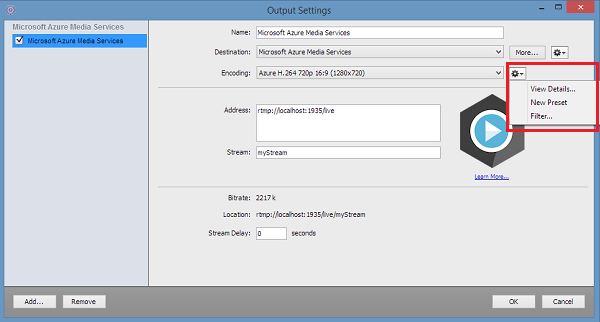 Output Settings
Microsoft Azure Media Services
Microsoft Azure Media Services
Name: Microsoft Azure Media Services
Destination: Microsoft Azure Media Services More...
Encoding: Azure H.264 720p 16:9 (1280x720)
View Details...
New Preset
Filter...
Address: rtmp://localhost:1935/live
Stream: myStream
Learn More...
Bitrate: 2217 k
Location: rtmp://localhost:1935/live/myStream
Stream Delay: 0 seconds
Add... Remove OK Cancel